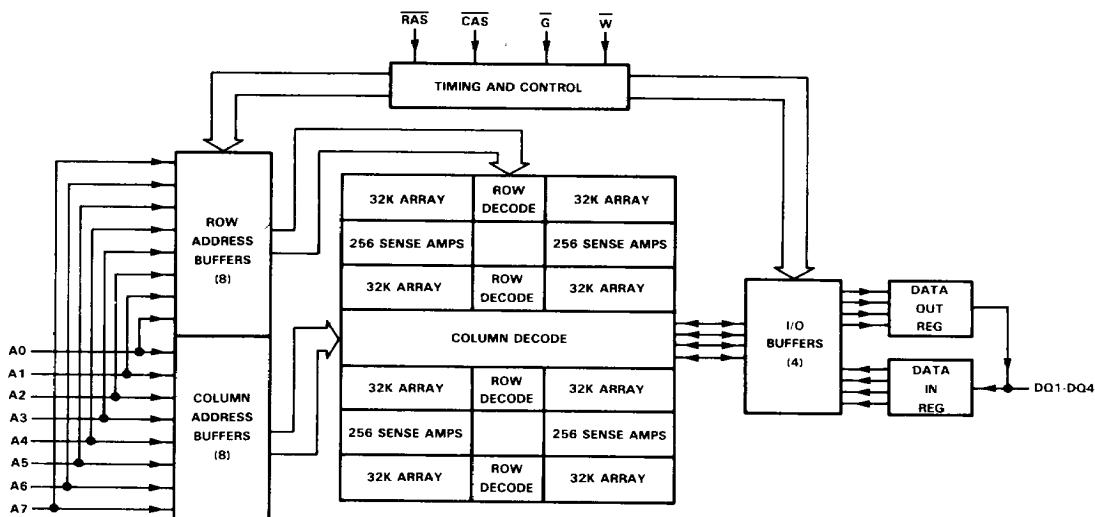 RAS CAS G W
TIMING AND CONTROL
ROW
ADDRESS
BUFFERS
(8)
COLUMN
ADDRESS
BUFFERS
(8)
A0
A1
A2
A3
A4
A5
A6
A7
32K ARRAY
ROW
DECODE
32K ARRAY
256 SENSE AMPS
256 SENSE AMPS
32K ARRAY
ROW
DECODE
32K ARRAY
COLUMN DECODE
32K ARRAY
ROW
DECODE
32K ARRAY
256 SENSE AMPS
256 SENSE AMPS
32K ARRAY
ROW
DECODE
32K ARRAY
I/O
BUFFERS
(4)
DATA
OUT
REG
DATA
IN
REG
DQ1-DQ4